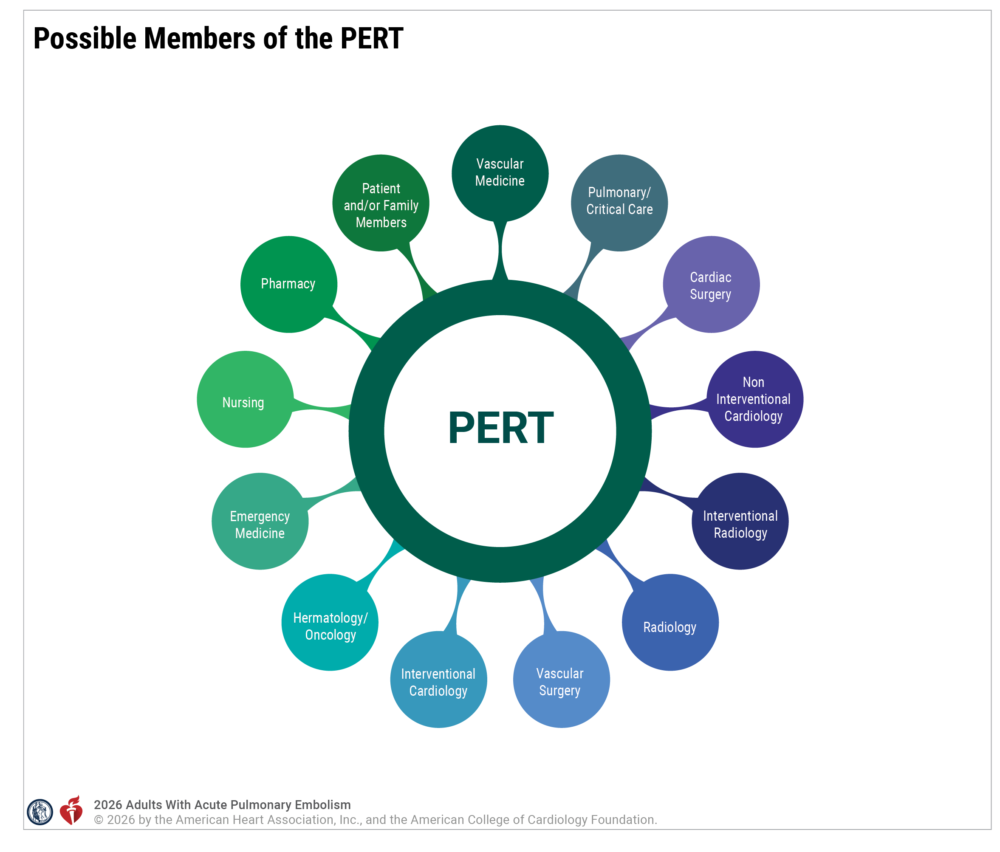 Possible Members of the PERT
Vascular
Medicine
Pulmonary/
Critical Care
Cardiac
Surgery
Non
Interventional
Cardiology
Interventional
Radiology
Radiology
Vascular
Surgery
Interventional
Cardiology
Hermatology/
Oncology
Emergency
Medicine
Nursing
Pharmacy
Patient
and/or Family
Members
PERT
2026 Adults With Acute Pulmonary Embolism
© 2026 by the American Heart Association, Inc., and the American College of Cardiology Foundation.